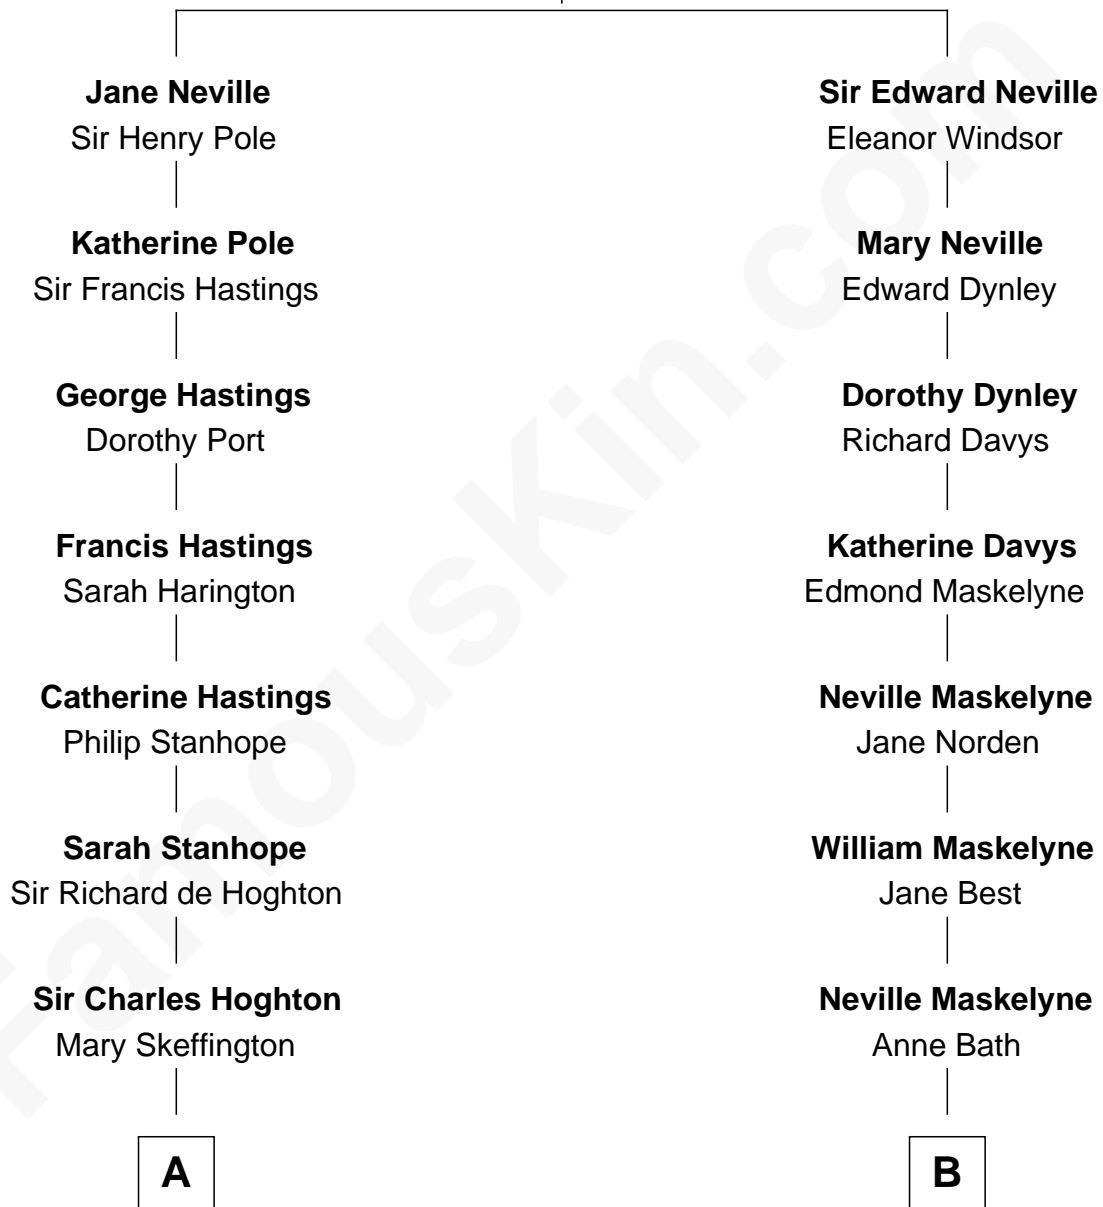 Jane Neville
Sir Henry Pole
Katherine Pole
Sir Francis Hastings
George Hastings
Dorothy Port
Francis Hastings
Sarah Harington
Catherine Hastings
Philip Stanhope
Sarah Stanhope
Sir Richard de Hoghton
Sir Charles Hoghton
Mary Skeffington
A
Sir Edward Neville
Eleanor Windsor
Mary Neville
Edward Dynley
Dorothy Dynley
Richard Davys
Katherine Davys
Edmond Maskelyne
Neville Maskelyne
Jane Norden
William Maskelyne
Jane Best
Neville Maskelyne
Anne Bath
B
FamousKin.com